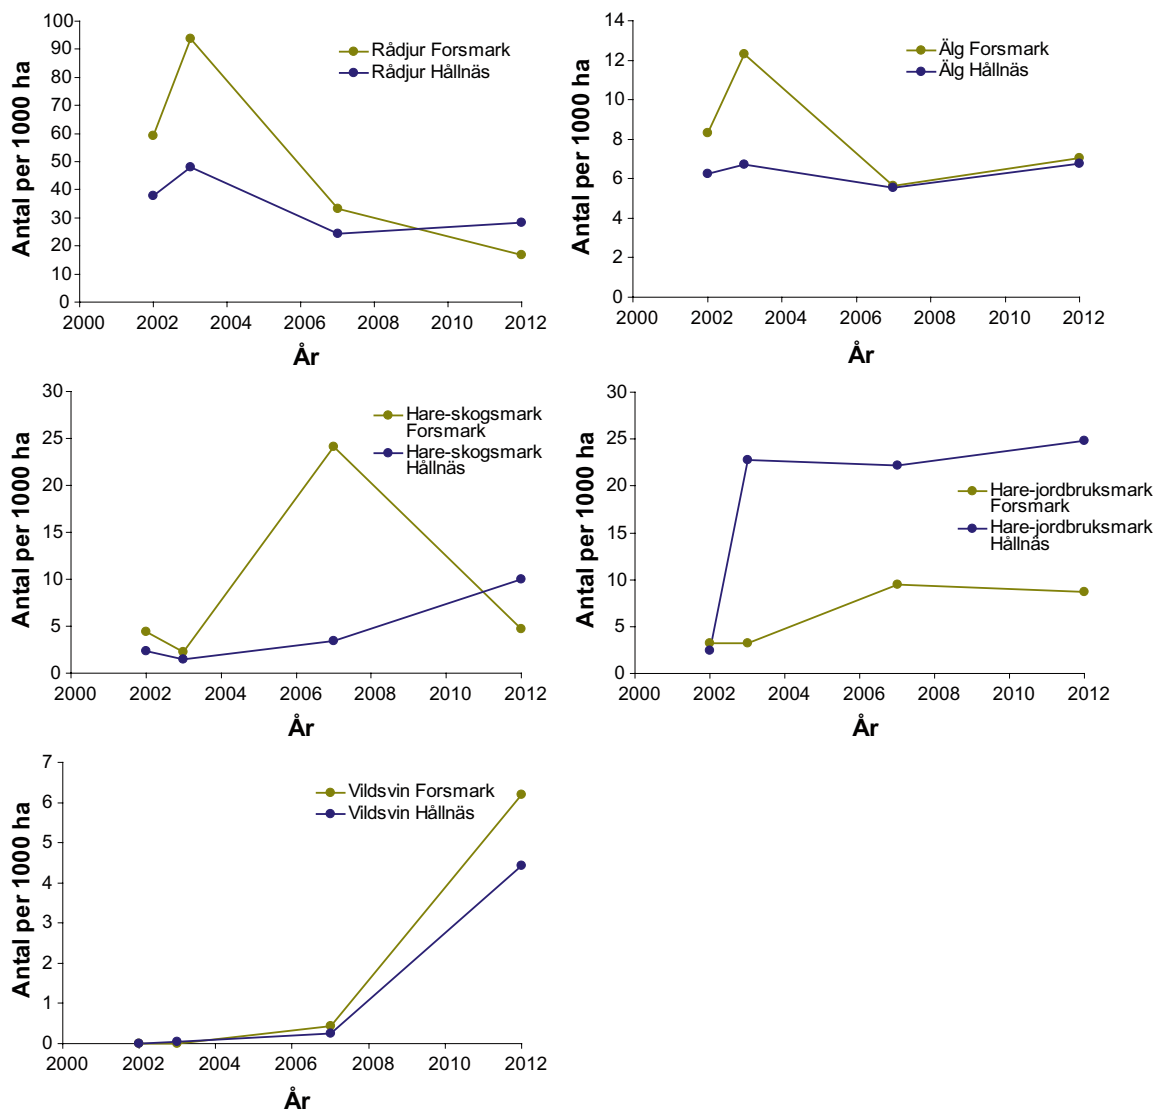 100
90
80
70
60
50
40
30
20
10
0
Antal per 1000 ha
2000 2002 2004 2006 2008 2010 2012
År
Rådjur Forsmark
Rådjur Hållnäs
14
12
10
8
6
4
2
0
Antal per 1000 ha
2000 2002 2004 2006 2008 2010 2012
År
Älg Forsmark
Älg Hållnäs
30
25
20
15
10
5
0
Antal per 1000 ha
2000 2002 2004 2006 2008 2010 2012
År
Hare-skogsmark
Forsmark
Hare-skogsmark
Hållnäs
30
25
20
15
10
5
0
Antal per 1000 ha
2000 2002 2004 2006 2008 2010 2012
År
Hare-jordbruksmark
Forsmark
Hare-jordbruksmark
Hållnäs
7
6
5
4
3
2
1
0
Antal per 1000 ha
2000 2002 2004 2006 2008 2010 2012
År
Vildsvin Forsmark
Vildsvin Hållnäs